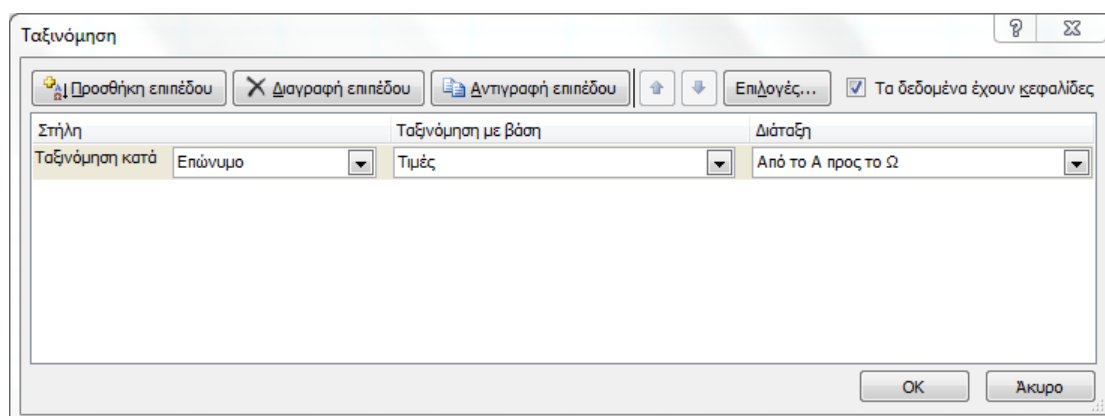 Ταξινόμηση
Προσθήκη επιπέδου Διαγραφή επιπέδου Αντιγραφή επιπέδου Επιλογές... Τα δεδομένα έχουν κεφαλίδες
Στήλη Ταξινόμηση με βάση Διάταξη
Ταξινόμηση κατά Επώνυμο Τιμές Από το Α προς το Ω
OK Άκυρο